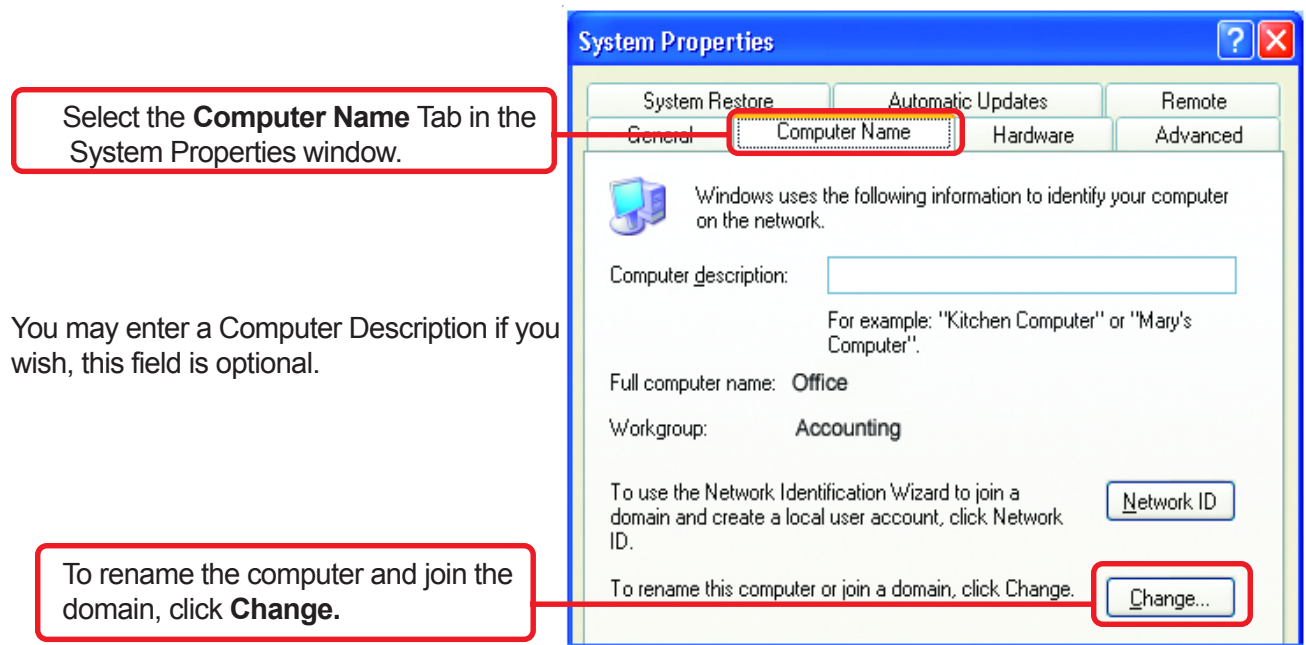 System Properties
System Restore Automatic Updates Remote
General Computer Name Hardware Advanced
Select the Computer Name Tab in the
System Properties window.
Windows uses the following information to identify your computer
on the network.
Computer description:
For example: "Kitchen Computer" or "Mary's
Computer".
You may enter a Computer Description if you
wish, this field is optional.
Full computer name: Office
Workgroup: Accounting
To use the Network Identification Wizard to join a
domain and create a local user account, click Network
ID.
Network ID
To rename the computer and join the
domain, click Change.
To rename this computer or join a domain, click Change.
Change...